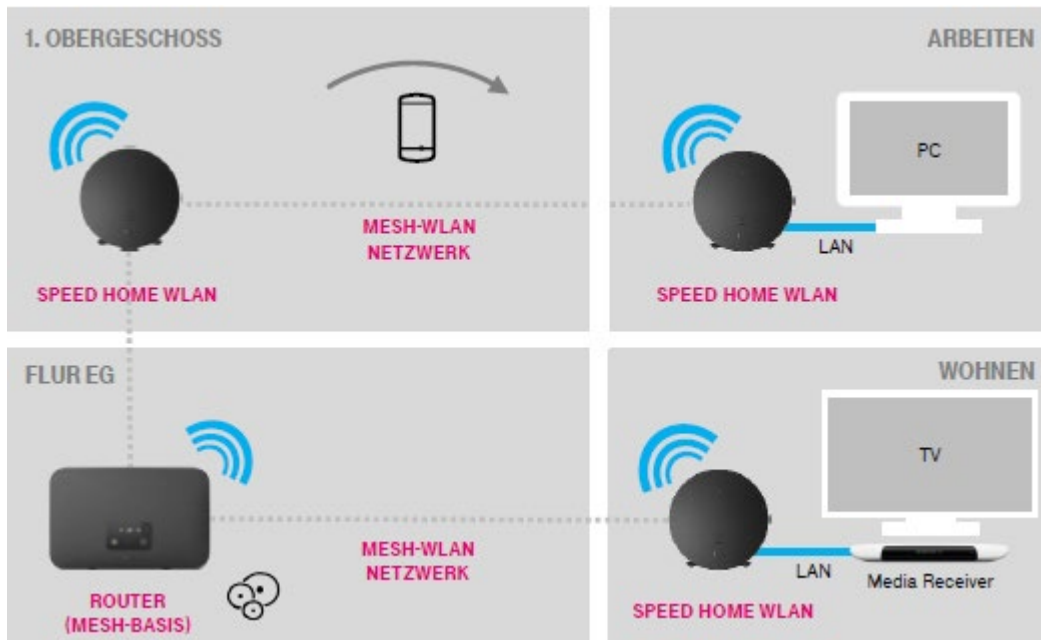 1. OBERGESCHOSS
MESH-WLAN
NETZWERK
SPEED HOME WLAN
ARBEITEN
PC
LAN
SPEED HOME WLAN
FLUR EG
MESH-WLAN
NETZWERK
ROUTER
(MESH-BASIS)
WOHNEN
TV
LAN
Media Receiver
SPEED HOME WLAN